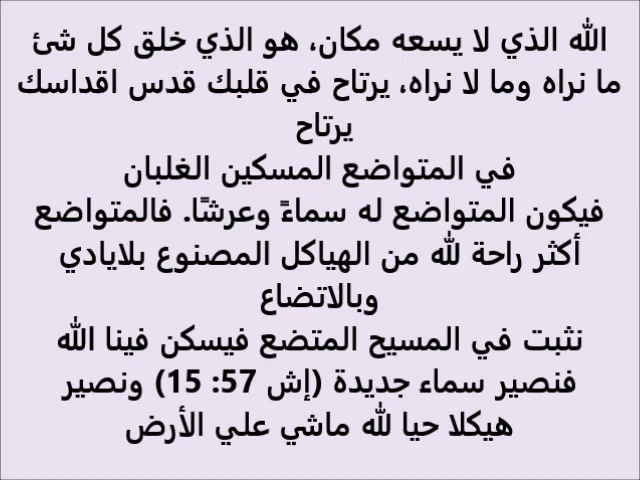 الله الذي لا يسعه مكان، هو الذي خلق كل شئ
ما نراه وما لا نراه، يرتاح في قلبك قدس اقداسك
يرتاح
في المتواضع المسكين الغلبان
فيكون المتواضع له سماءً وعرشًا. فالمتواضع
أكثر راحة لله من الهياكل المصنوع بلايادي
وبالاتضاع
نثبت في المسيح المتضع فيسكن فينا الله
فنصير سماء جديدة (إش 57: 15) ونصير
هيكلا حيا لله ماشي علي الأرض